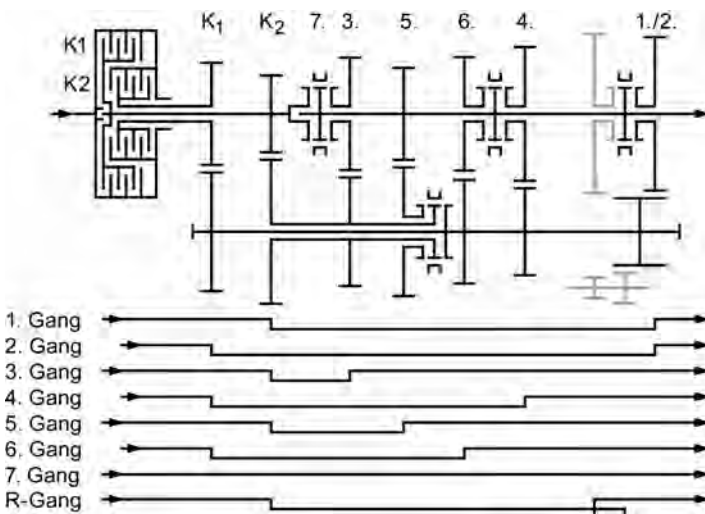 K₁ K₂ 7. 3. 5. 6. 4. 1./2.
K1
K2
1. Gang
2. Gang
3. Gang
4. Gang
5. Gang
6. Gang
7. Gang
R-Gang